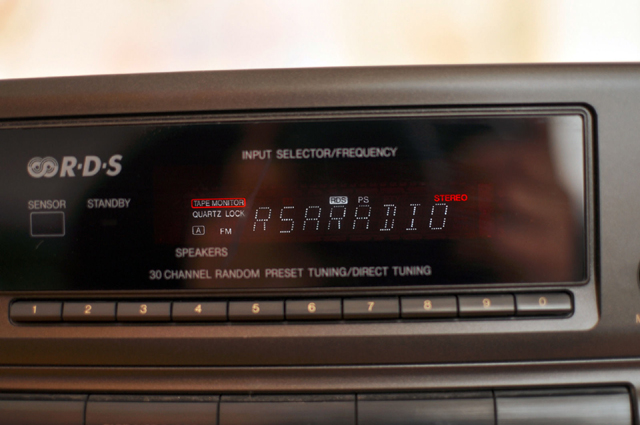 R·D·S
INPUT SELECTOR/FREQUENCY
SENSOR STANDBY
TAPE MONITOR RDS PS STEREO
QUARTZ LOCK
A FM RSARADIO
SPEAKERS
30 CHANNEL RANDOM PRESET TUNING/DIRECT TUNING
1 2 3 4 5 6 7 8 9 0